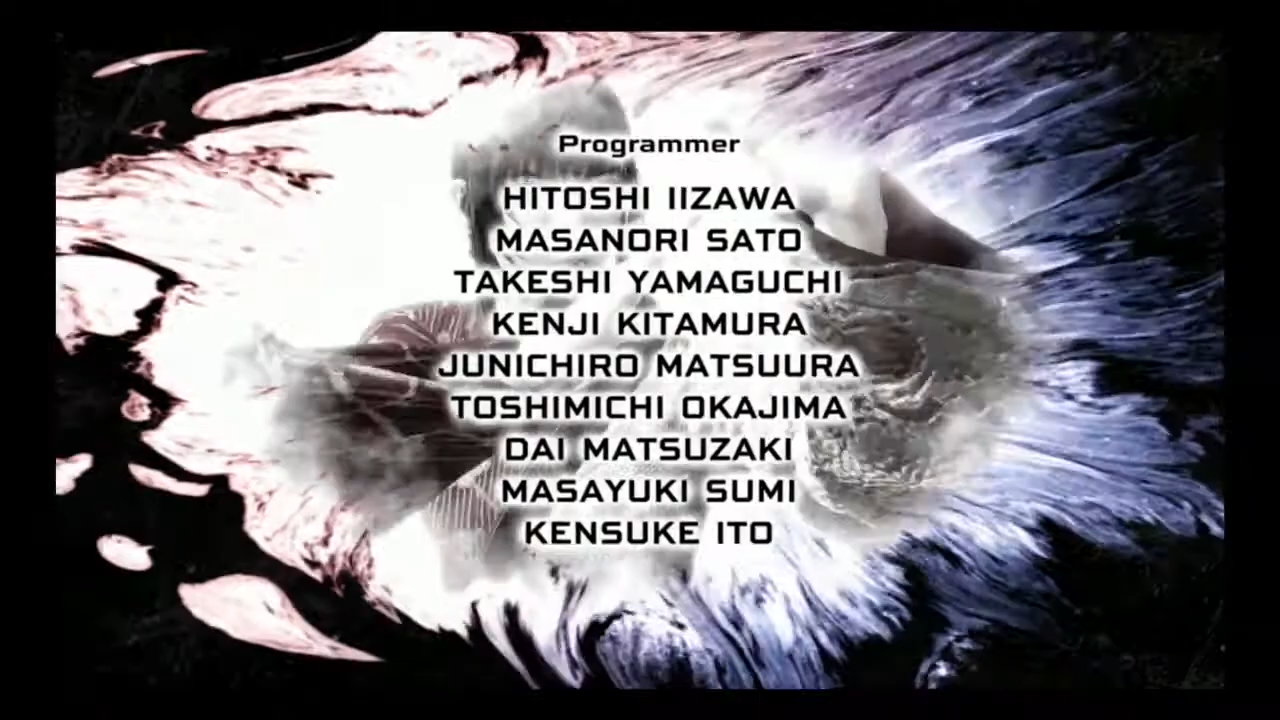 Programmer
HITOSHI IIZAWA
MASANORI SATO
TAKESHI YAMAGUCHI
KENJI KITAMURA
JUNICHIRO MATSUURA
TOSHIMICHI OKAJIMA
DAI MATSUZAKI
MASAYUKI SUMI
KENSUKE ITO